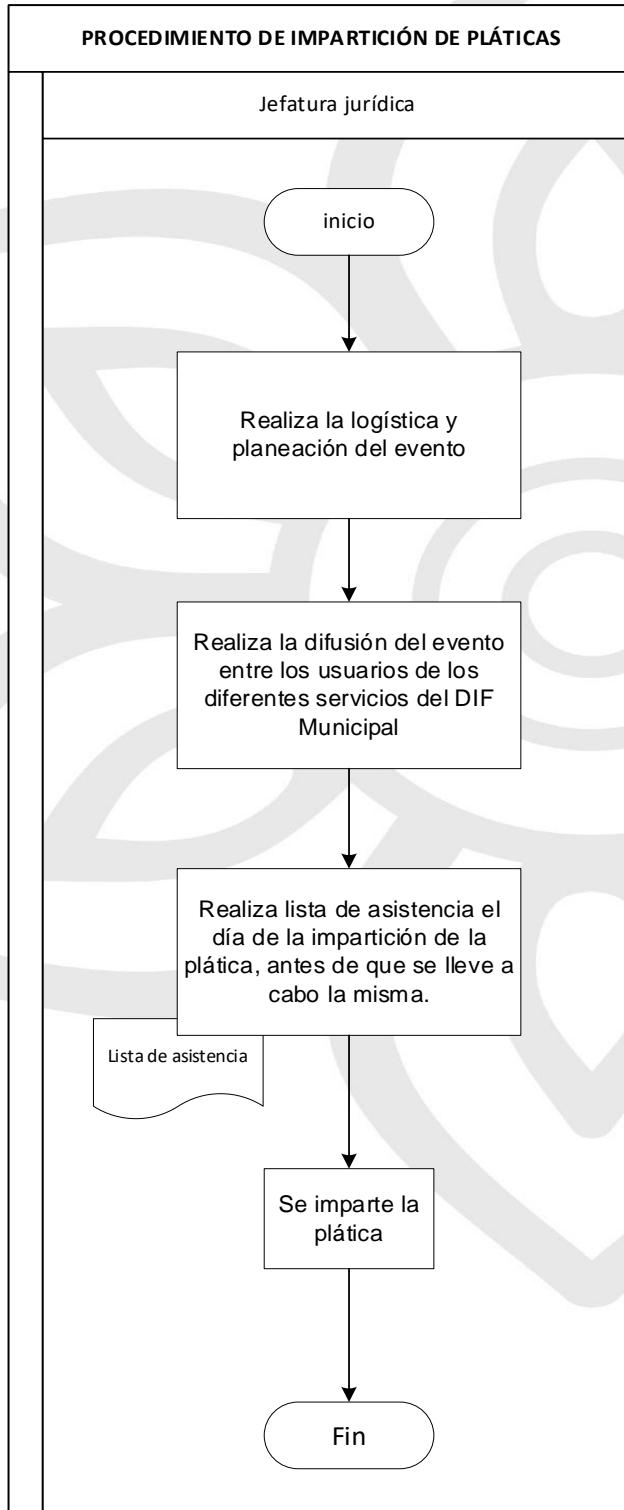 PROCEDIMIENTO DE IMPARTICIÓN DE PLÁTICAS
Jefatura jurídica
inicio
Realiza la logística y
planeación del evento
Realiza la difusión del evento
entre los usuarios de los
diferentes servicios del DIF
Municipal
Realiza lista de asistencia el
día de la impartición de la
plática, antes de que se lleve a
cabo la misma.
Lista de asistencia
Se imparte la
plática
Fin